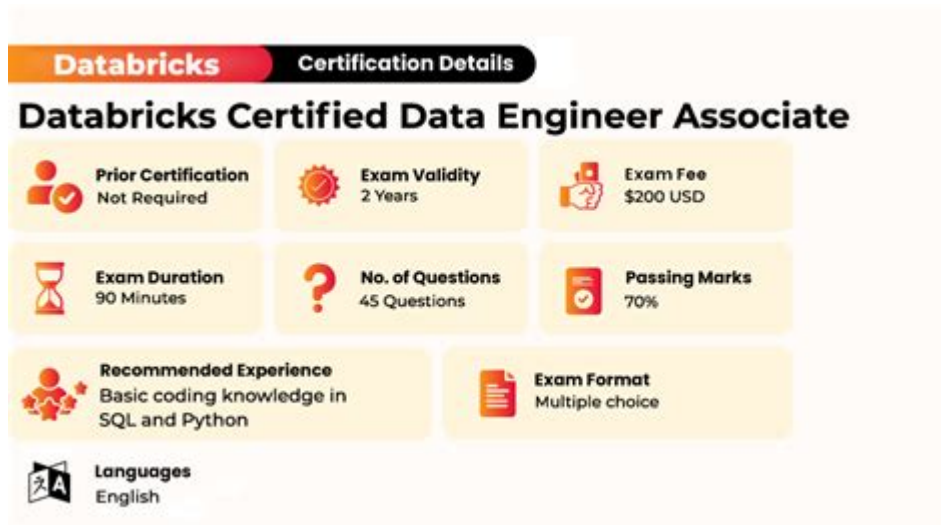 Databricks
Certification Details
Databricks Certified Data Engineer Associate
Prior Certification
Not Required
Exam Validity
2 Years
Exam Fee
$200 USD
Exam Duration
90 Minutes
No. of Questions
45 Questions
Passing Marks
70%
Recommended Experience
Basic coding knowledge in
SQL and Python
Exam Format
Multiple choice
Languages
English